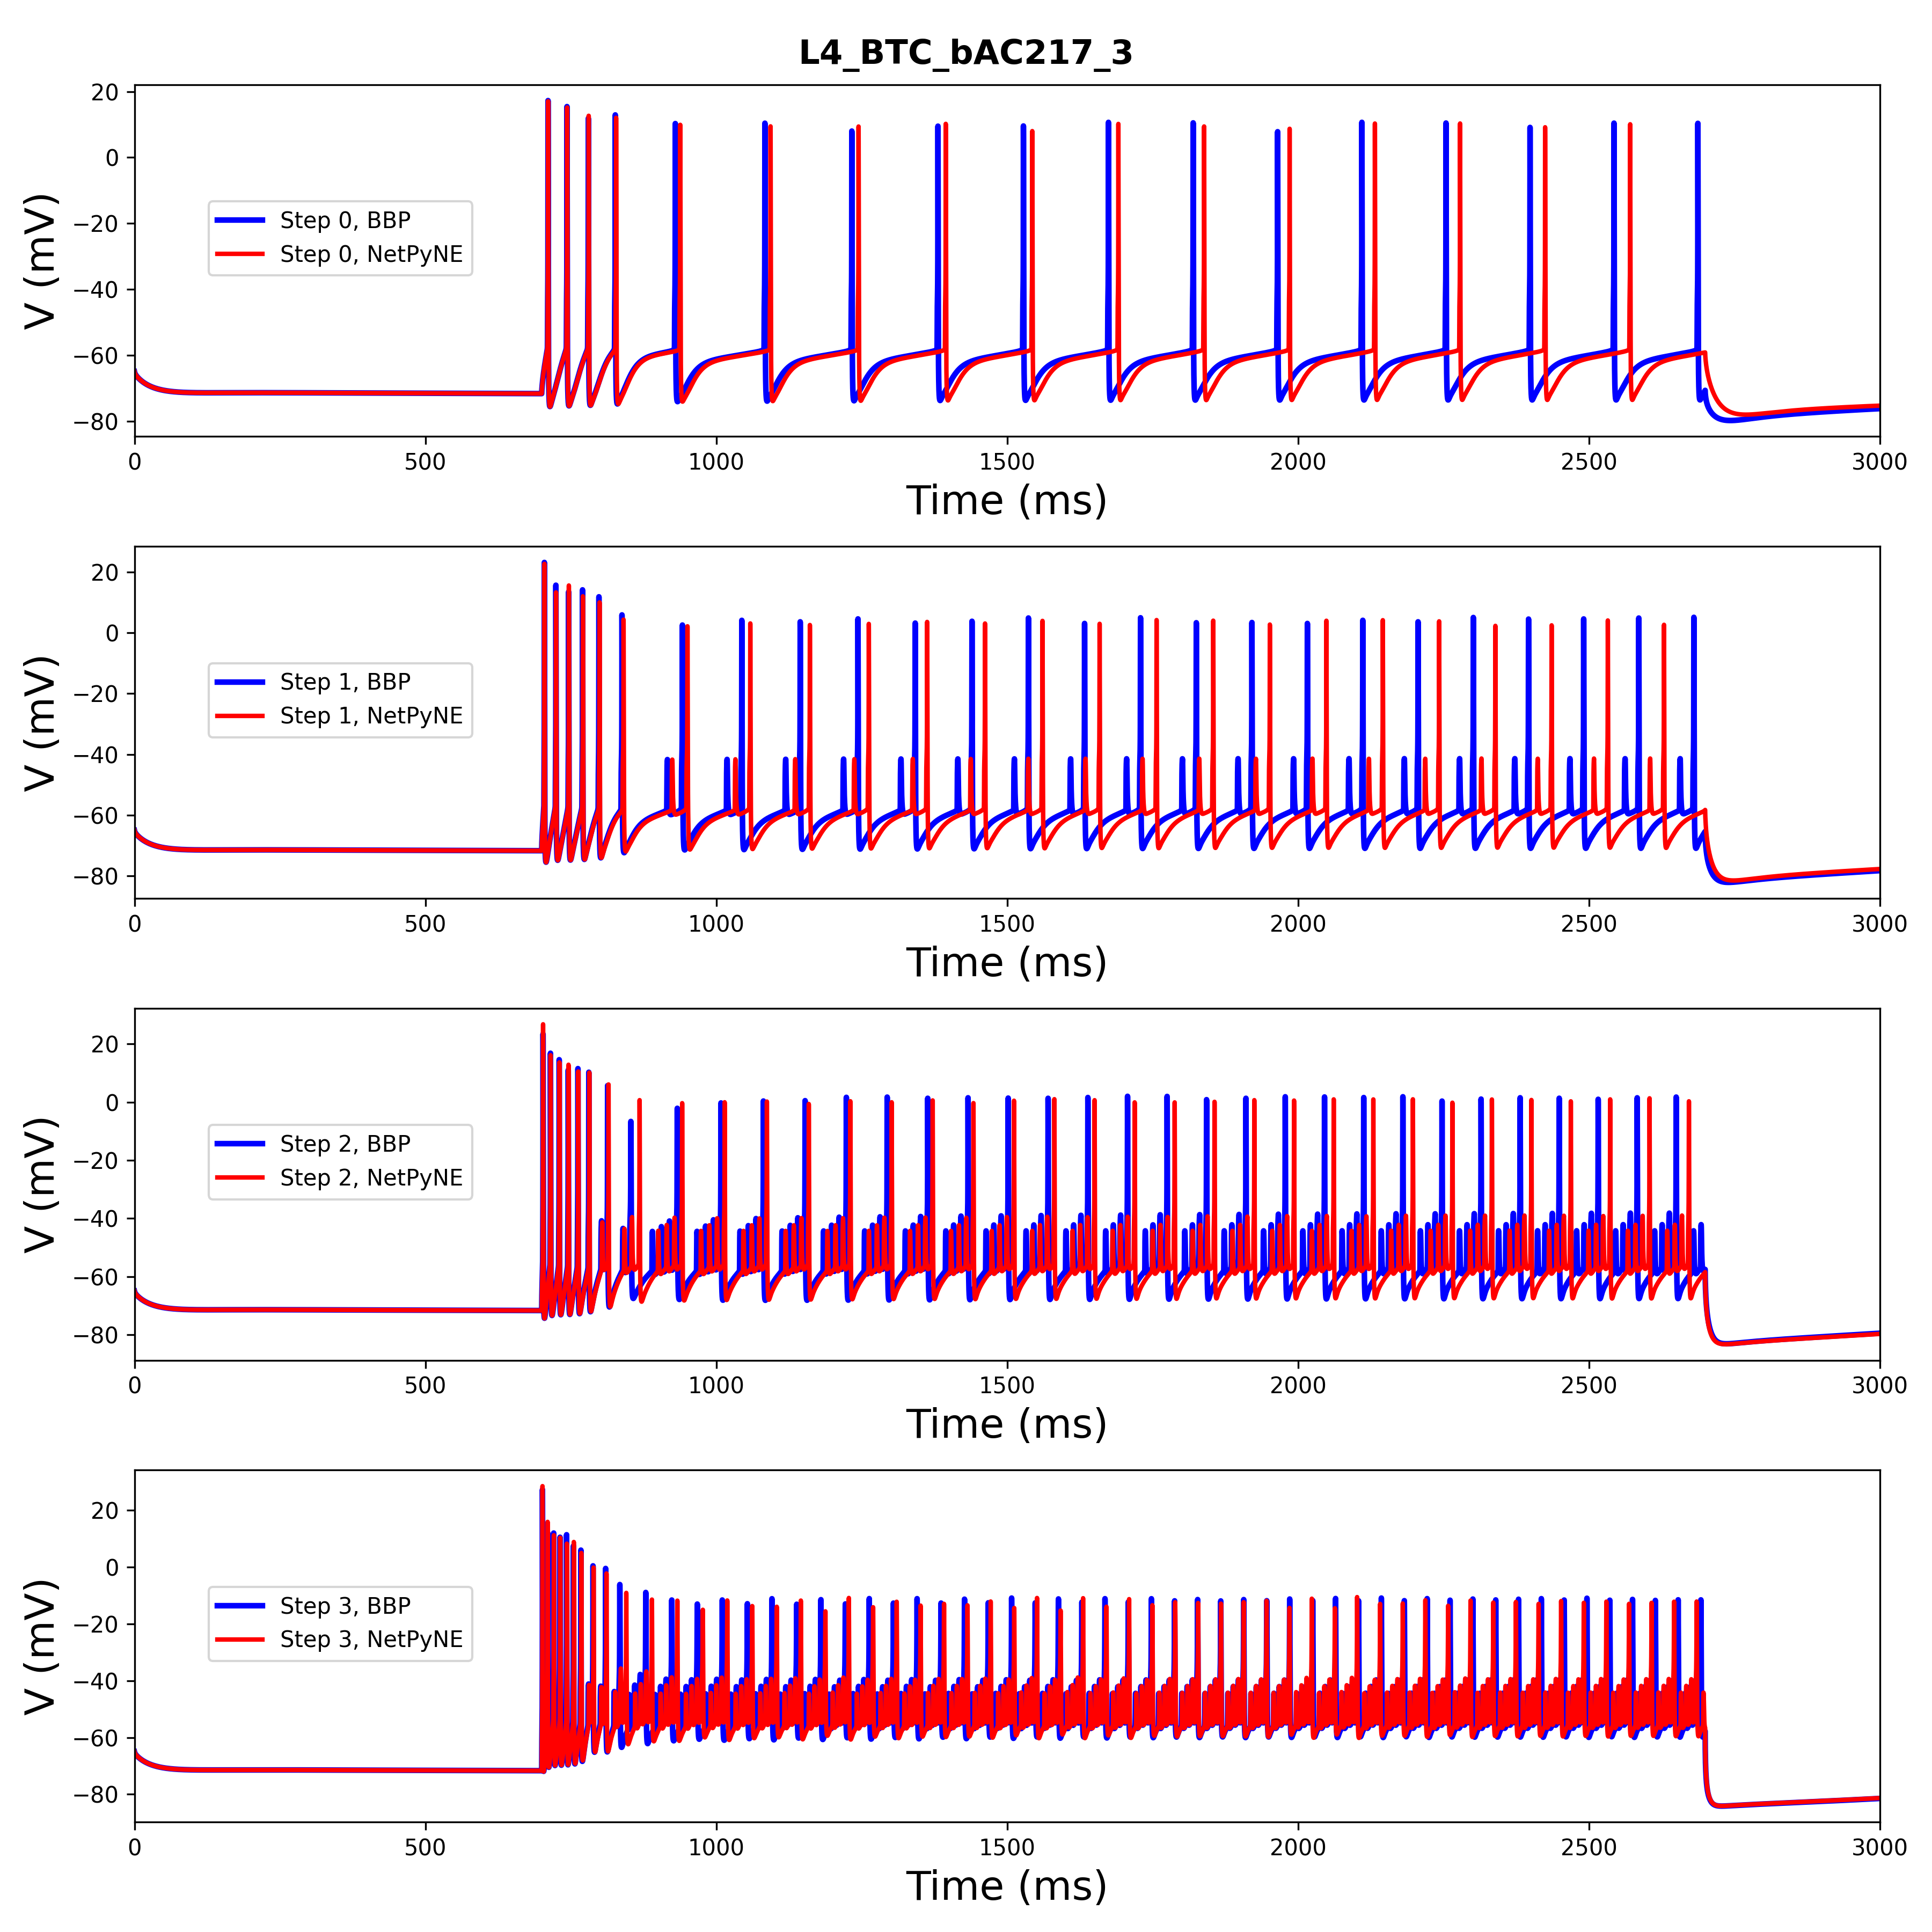 L4_BTC_bAC217_3
20
0
−20
−40
−60
−80
V (mV)
Step 0, BBP
Step 0, NetPyNE
0 500 1000 1500 2000 2500 3000
Time (ms)
20
0
−20
−40
−60
−80
V (mV)
Step 1, BBP
Step 1, NetPyNE
0 500 1000 1500 2000 2500 3000
Time (ms)
20
0
−20
−40
−60
−80
V (mV)
Step 2, BBP
Step 2, NetPyNE
0 500 1000 1500 2000 2500 3000
Time (ms)
20
0
−20
−40
−60
−80
V (mV)
Step 3, BBP
Step 3, NetPyNE
0 500 1000 1500 2000 2500 3000
Time (ms)